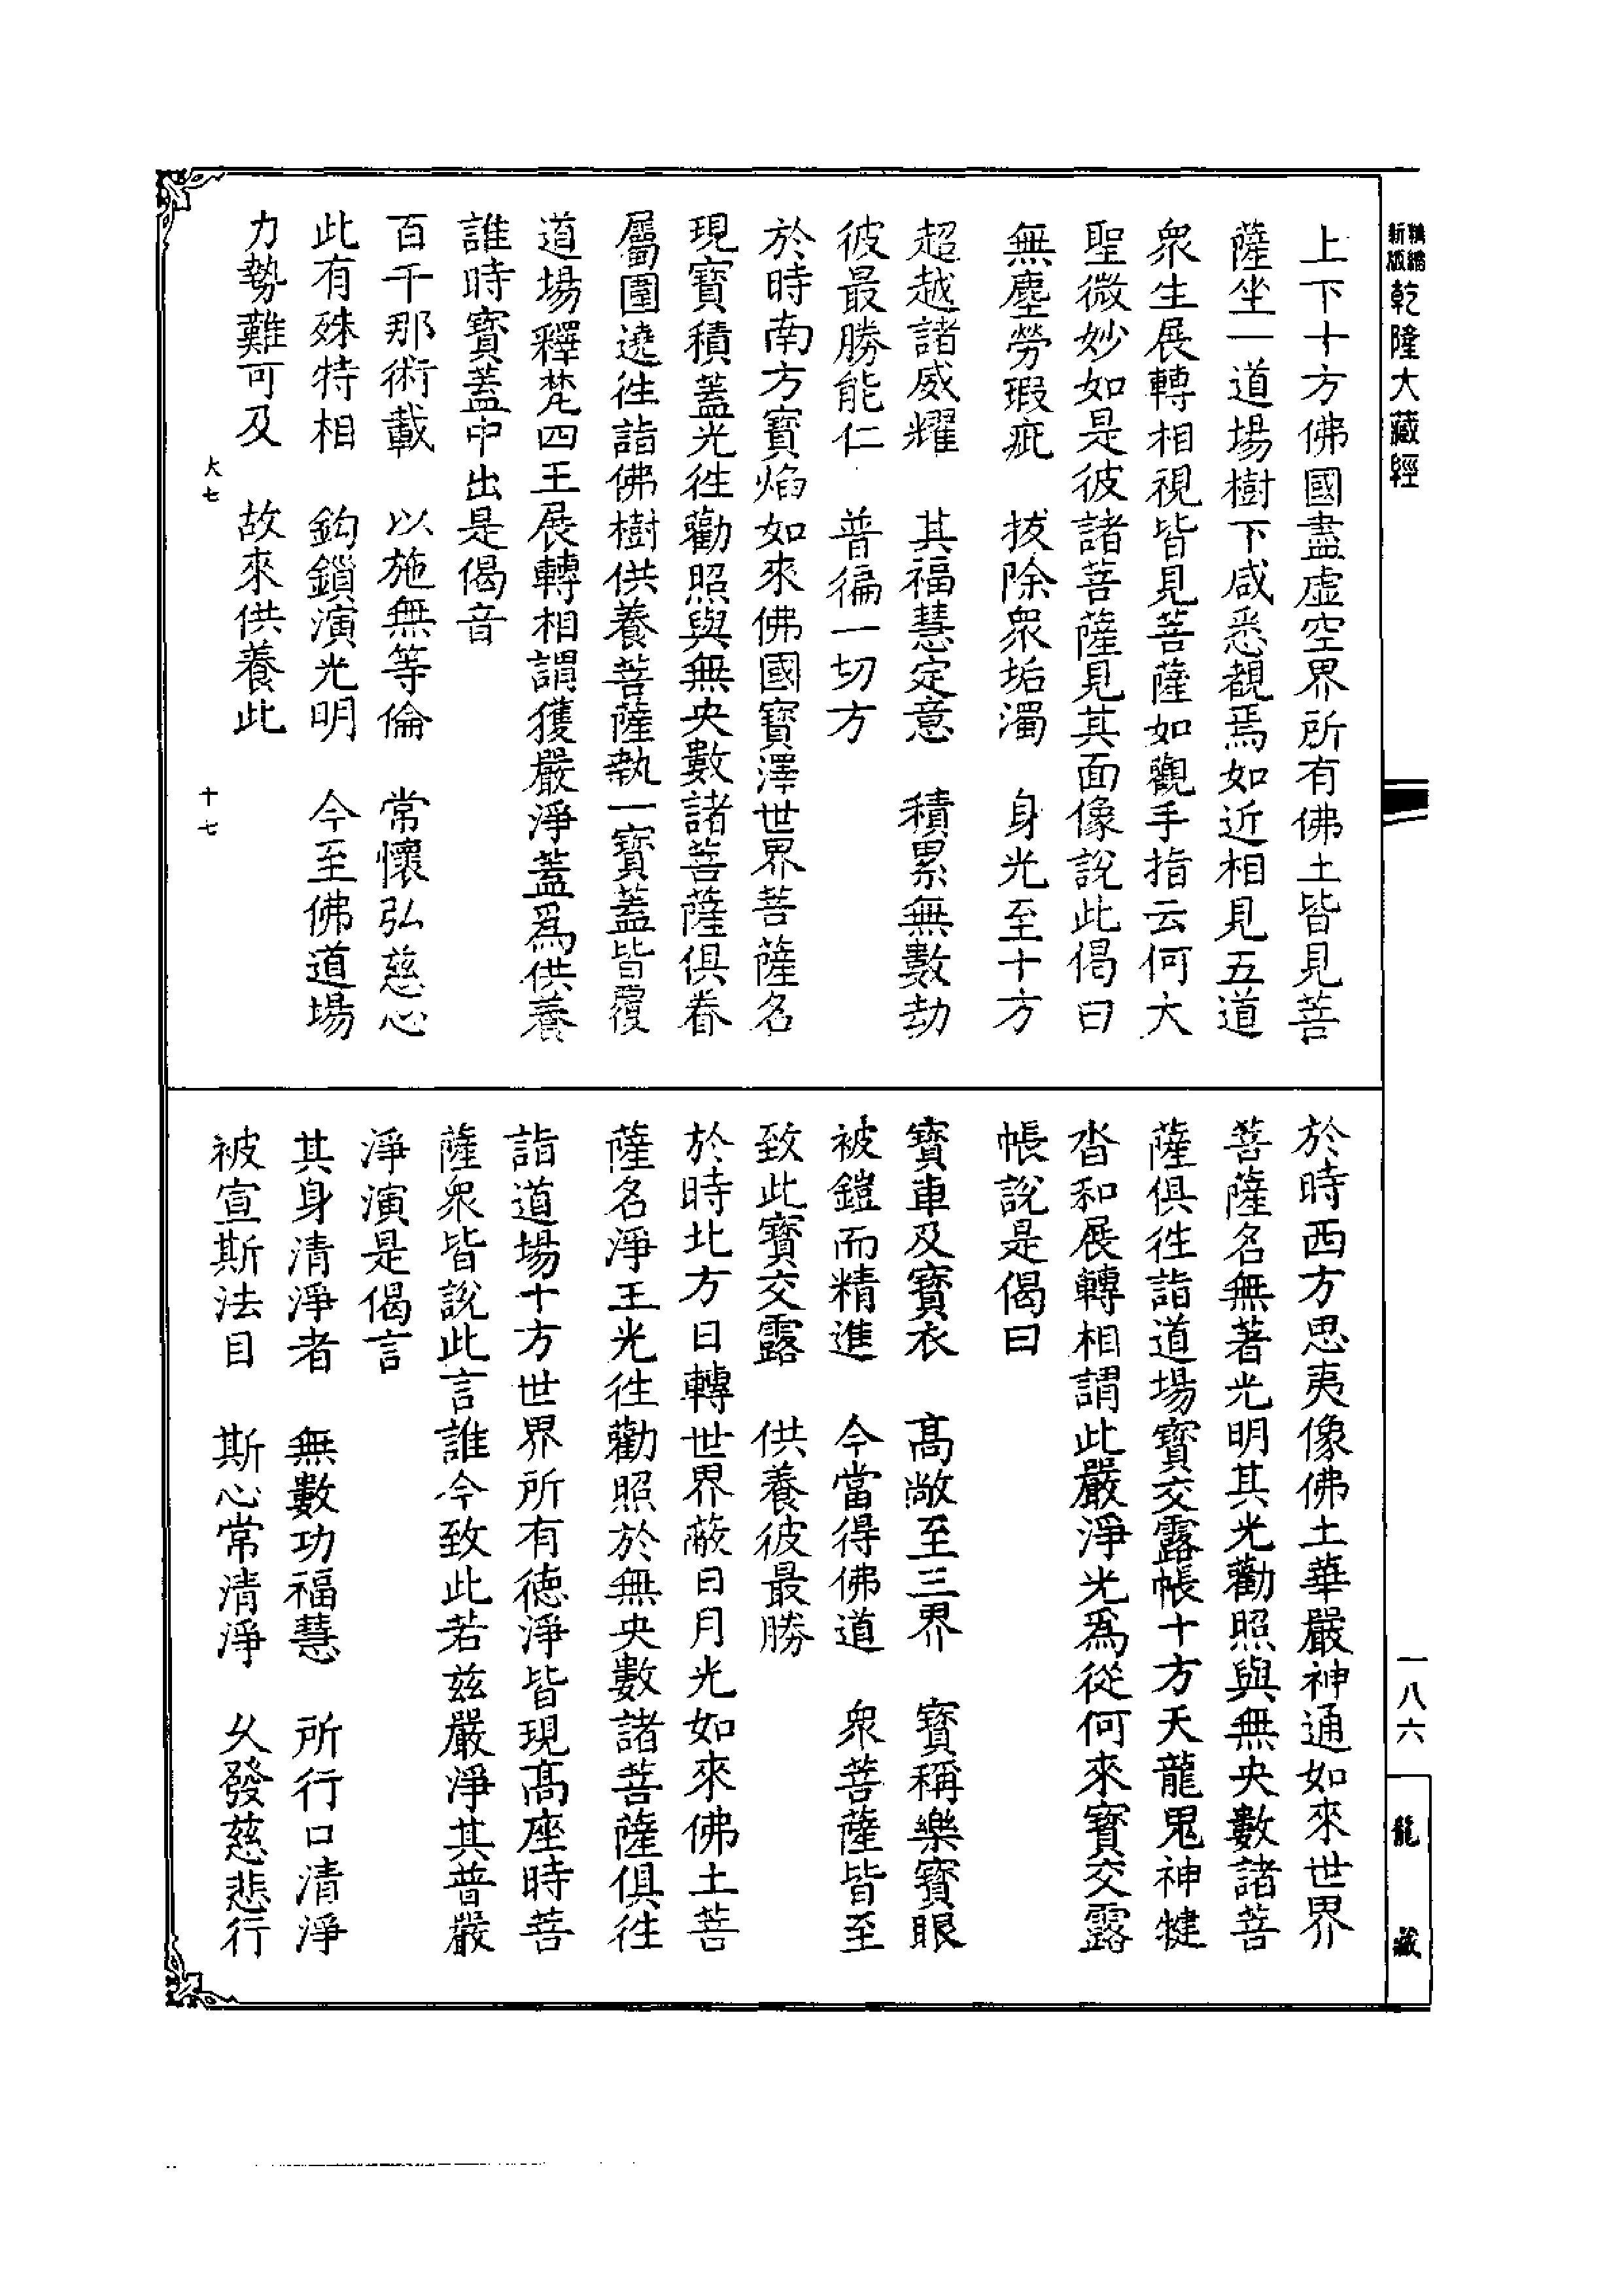 新編縮版乾隆大藏經
上下十方佛國盡虛空界所有佛土皆見菩
薩坐一道場樹下咸悉覩焉如近相見五道
衆生展轉相視皆見菩薩如觀手指云何大
聖微妙如是彼諸菩薩見其面像說此偈曰
無塵勞瑕疵　拔除衆垢濁　身光至十方
超越諸威耀　其福慧定意　積累無數劫
彼最勝能仁　普徧一切方
於時南方寶焰如來佛國寶澤世界菩薩名
現寶積蓋光往勸照與無央數諸菩薩俱眷
屬圍遶往詣佛樹供養菩薩執一寶蓋皆覆
道場釋梵四王展轉相謂獲嚴淨蓋爲供養
誰時寶蓋中出是偈音
百千那術載　以施無等倫　常懷弘慈心
此有殊特相　鈎鎖演光明　今至佛道場
力勢難可及　故來供養此
大七　十七
於時西方思夷像佛土華嚴神通如來世界
菩薩名無著光明其光勸照與無央數諸菩
薩俱往詣道場寶交露帳十方天龍鬼神犍
沓和展轉相謂此嚴淨光爲從何來寶交露
帳說是偈曰
寶車及寶衣　高敞至三界　寶稱樂寶眼
被鎧而精進　今當得佛道　衆菩薩皆至
致此寶交露　供養彼最勝
於時北方日轉世界蔽日月光如來佛土菩
薩名淨王光往勸照於無央數諸菩薩俱往
詣道場十方世界所有德淨皆現高座時菩
薩衆皆說此言誰今致此若茲嚴淨其普嚴
淨演是偈言
其身清淨者　無數功福慧　所行口清淨
被宣斯法目　斯心常清淨　久發慈悲行
一八六
龍藏